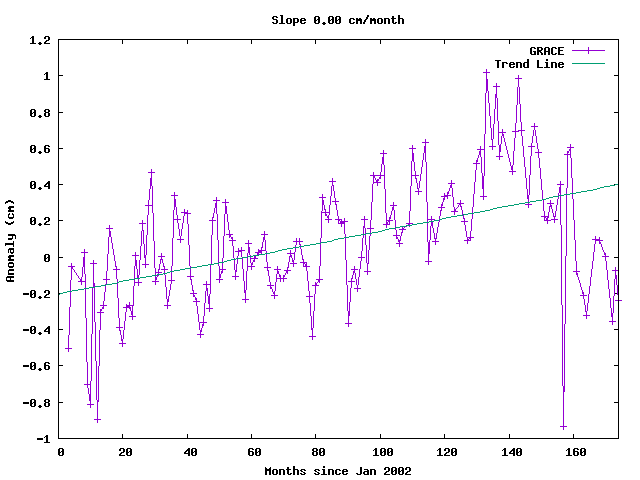 Slope 0.00 cm/month
GRACE
Trend Line
1.2
1
0.8
0.6
0.4
0.2
0
-0.2
-0.4
-0.6
-0.8
-1
Anomaly (cm)
0 20 40 60 80 100 120 140 160
Months since Jan 2002